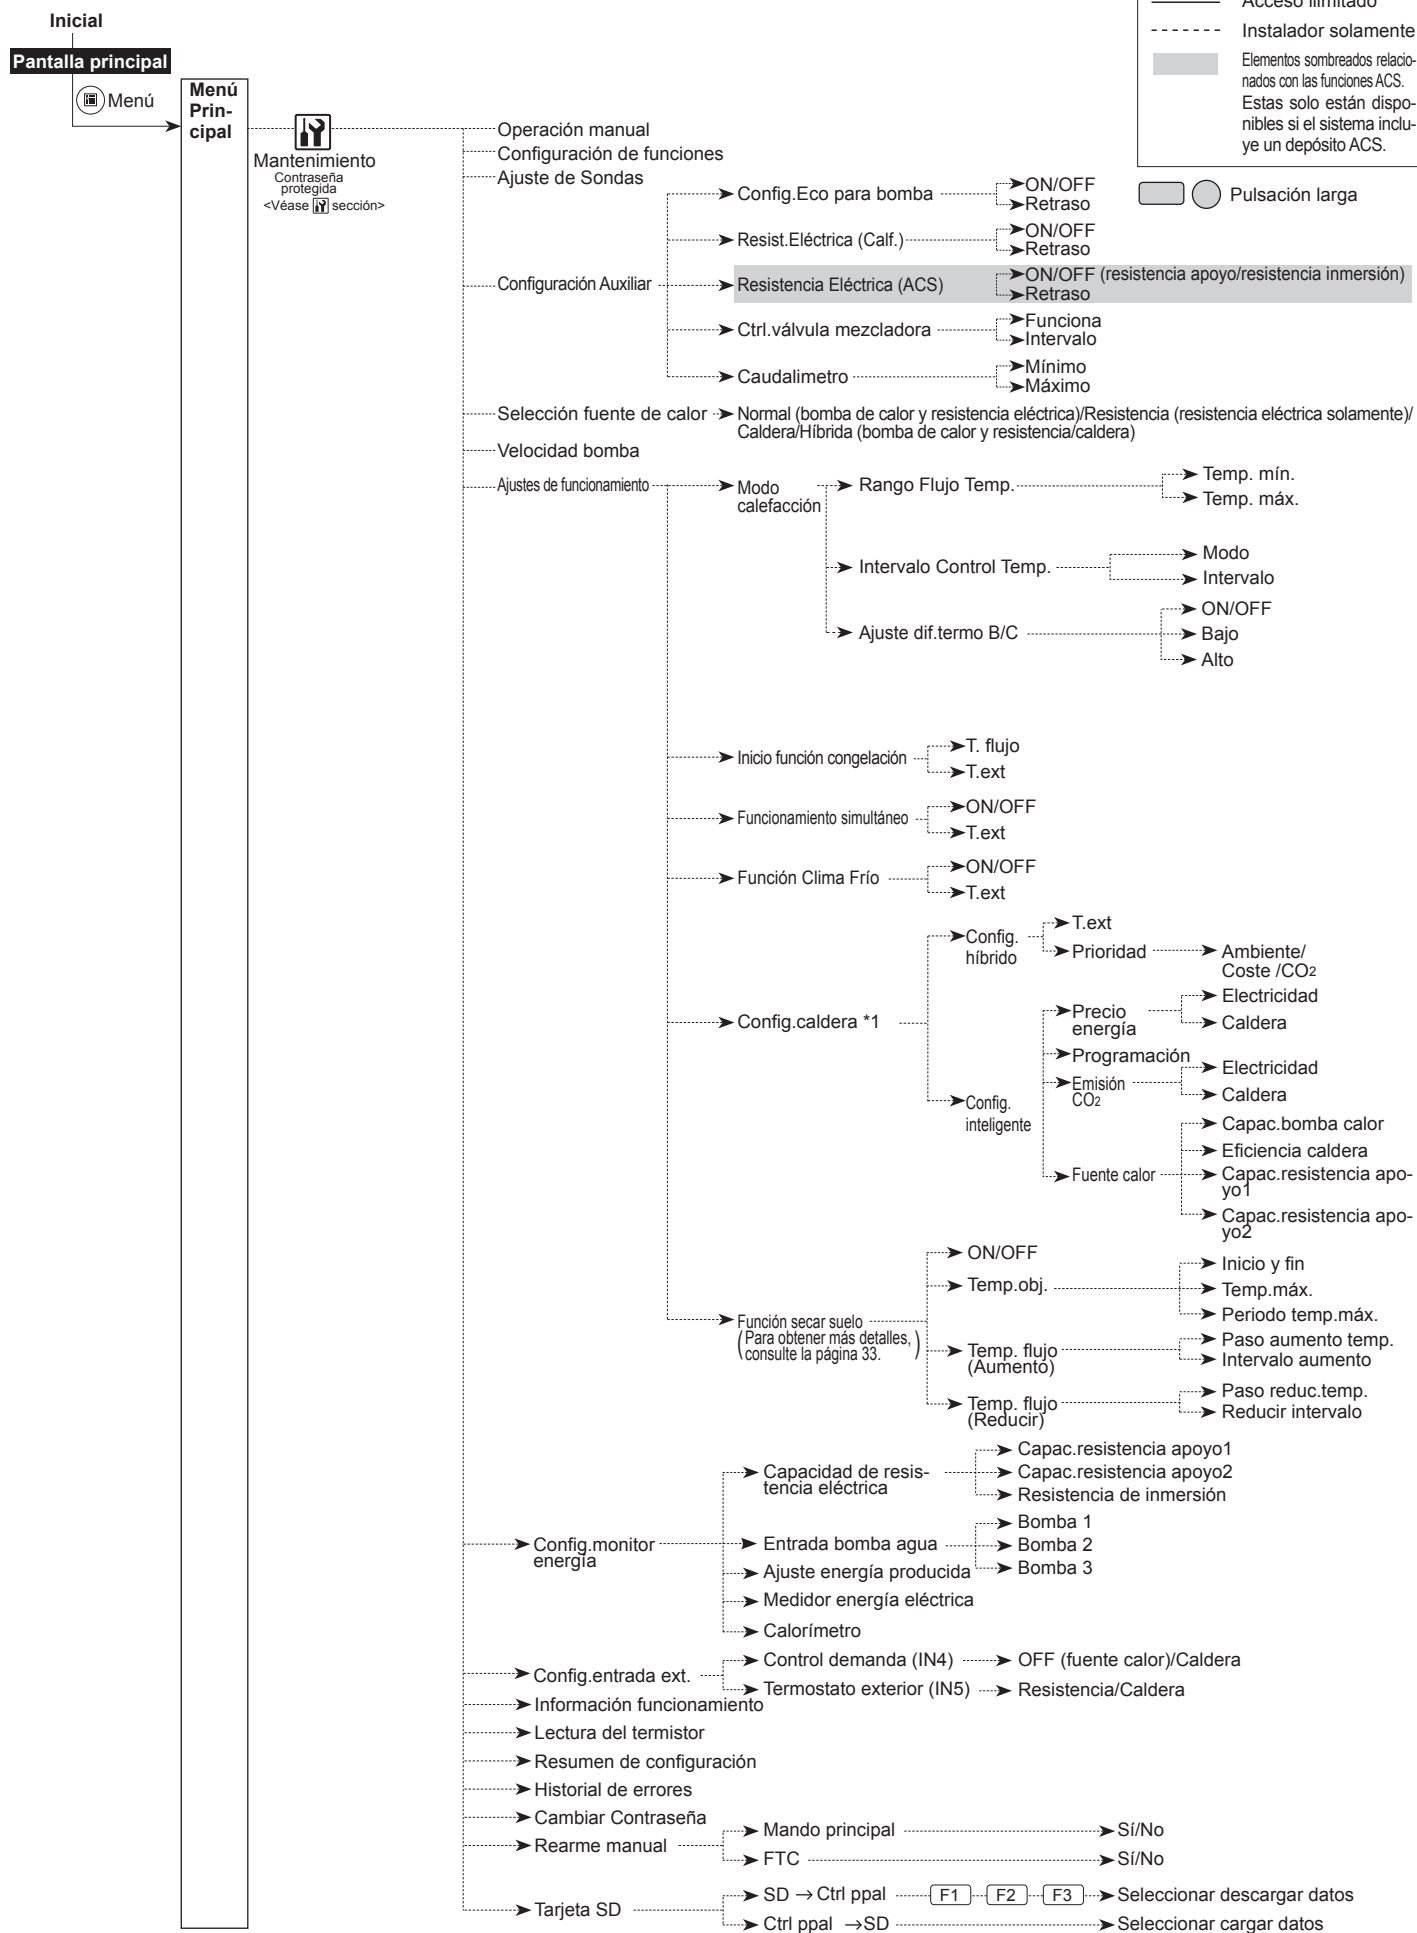 Inicial
Pantalla principal
Menú
Menú
Prin-
cipal
Mantenimiento
Contraseña
protegida
<Véase sección>
Acceso ilimitado
Instalador solamente
Elementos sombreados relacio-
nados con las funciones ACS.
Estas solo están dispo-
nibles si el sistema inclu-
ye un depósito ACS.
Pulsación larga
Operación manual
Configuración de funciones
Ajuste de Sondas
Configuración Auxiliar
Config.Eco para bomba
ON/OFF
Retraso
Resist.Eléctrica (Calf.)
ON/OFF
Retraso
Resistencia Eléctrica (ACS)
ON/OFF (resistencia apoyo/resistencia inmersión)
Retraso
Ctrl.válvula mezcladora
Funciona
Intervalo
Caudalimetro
Mínimo
Máximo
Selección fuente de calor
Normal (bomba de calor y resistencia eléctrica)/Resistencia (resistencia eléctrica solamente)/
Caldera/Híbrida (bomba de calor y resistencia/caldera)
Velocidad bomba
Ajustes de funcionamiento
Modo
calefacción
Rango Flujo Temp.
Temp. mín.
Temp. máx.
Intervalo Control Temp.
Modo
Intervalo
Ajuste dif.termo B/C
ON/OFF
Bajo
Alto
Inicio función congelación
T. flujo
T.ext
Funcionamiento simultáneo
ON/OFF
T.ext
Función Clima Frío
ON/OFF
T.ext
Config.caldera *1
Config.
híbrido
T.ext
Prioridad
Ambiente/
Coste /CO2
Config.
inteligente
Precio
energía
Electricidad
Caldera
Programación
Emisión
CO2
Electricidad
Caldera
Fuente calor
Capac.bomba calor
Eficiencia caldera
Capac.resistencia apo-
yo1
Capac.resistencia apo-
yo2
Función secar suelo
(Para obtener más detalles,
consulte la página 33.)
ON/OFF
Temp.obj.
Inicio y fin
Temp.máx.
Periodo temp.máx.
Temp. flujo
(Aumento)
Paso aumento temp.
Intervalo aumento
Temp. flujo
(Reducir)
Paso reduc.temp.
Reducir intervalo
Config.monitor
energía
Capacidad de resis-
tencia eléctrica
Capac.resistencia apoyo1
Capac.resistencia apoyo2
Resistencia de inmersión
Entrada bomba agua
Bomba 1
Bomba 2
Bomba 3
Ajuste energía producida
Medidor energía eléctrica
Calorímetro
Config.entrada ext.
Control demanda (IN4)
OFF (fuente calor)/Caldera
Termostato exterior (IN5)
Resistencia/Caldera
Información funcionamiento
Lectura del termistor
Resumen de configuración
Historial de errores
Cambiar Contraseña
Rearme manual
Mando principal
Sí/No
FTC
Sí/No
Tarjeta SD
SD → Ctrl ppal
F1
F2
F3
Seleccionar descargar datos
Ctrl ppal → SD
Seleccionar cargar datos